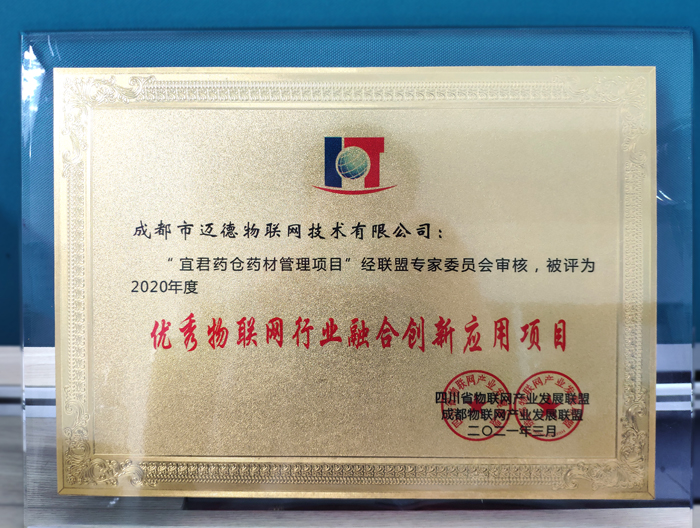 成都市迈德物联网技术有限公司：
“宜君药仓药材管理项目”经联盟专家委员会审核，被评为
2020年度
优秀物联网行业融合创新应用项目
四川省物联网产业发展联盟
成都物联网产业发展联盟
二〇二一年三月